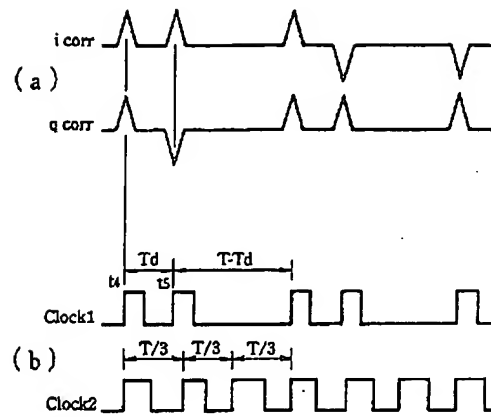 i corr
(a)
q corr
Td
T-Td
t4
t5
Clock1
(b)
T/3
T/3
T/3
Clock2